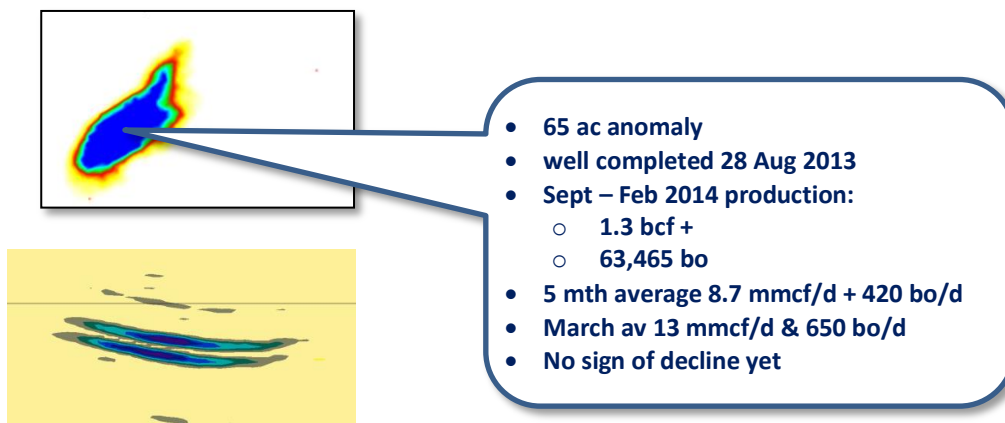 • 65 ac anomaly
• well completed 28 Aug 2013
• Sept – Feb 2014 production:
o 1.3 bcf +
o 63,465 bo
• 5 mth average 8.7 mmcf/d + 420 bo/d
• March av 13 mmcf/d & 650 bo/d
• No sign of decline yet